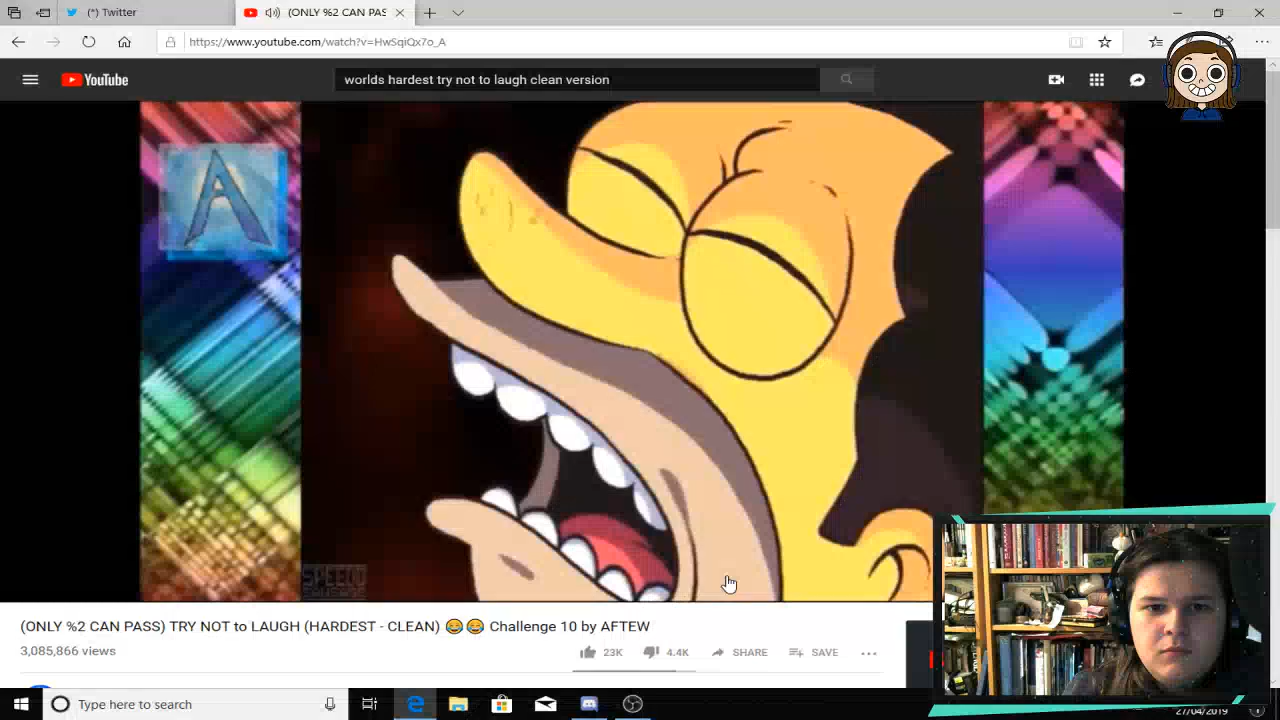 (*) Twitter
(ONLY %2 CAN PAS
https://www.youtube.com/watch?v=HwSqiQx7o_A
YouTube
worlds hardest try not to laugh clean version
A
SPEEDO
(ONLY %2 CAN PASS) TRY NOT to LAUGH (HARDEST - CLEAN) 😂 😂 Challenge 10 by AFTEW
3,085,866 views
23K
4.4K
SHARE
SAVE
Type here to search
27/04/2019